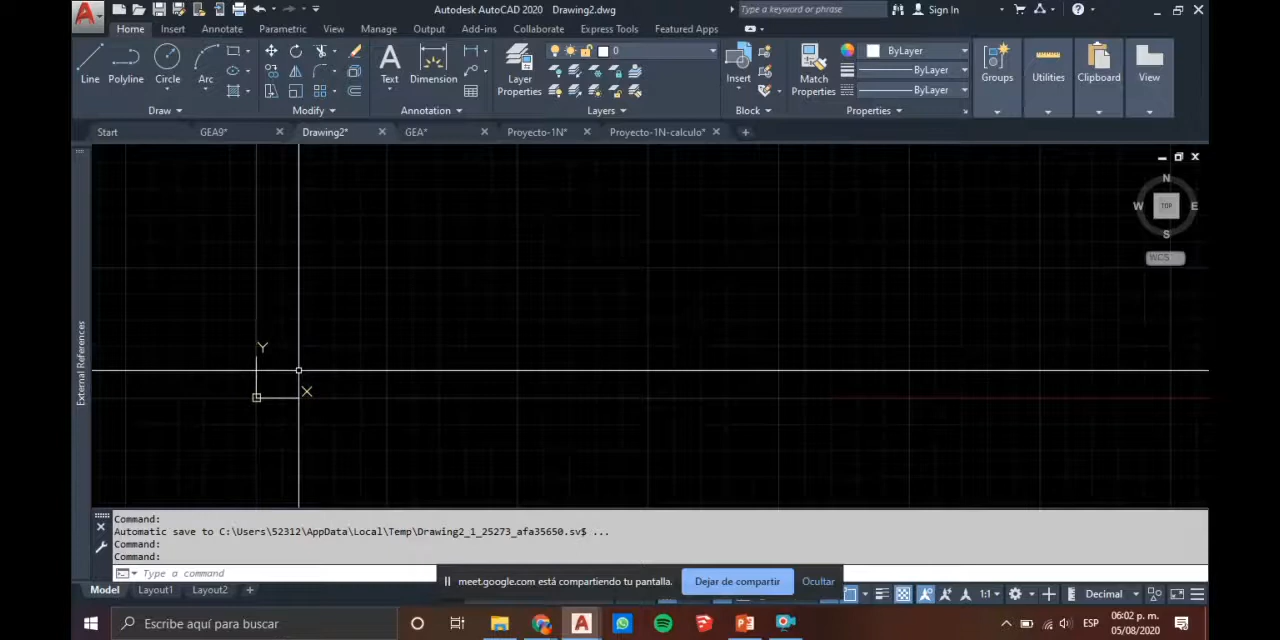 Autodesk AutoCAD 2020 Drawing2.dwg
Type a keyword or phrase
Sign In
Home Insert Annotate Parametric View Manage Output Add-ins Collaborate Express Tools Featured Apps
0
ByLayer
ByLayer
ByLayer
Line Polyline Circle Arc
Text Dimension
Layer Properties
Insert
Match Properties
Groups Utilities Clipboard View
Draw Modify Annotation Layers Block Properties
Start GEA9* Drawing2* GEA* Proyecto-1N* Proyecto-1N-calculo*
N
W TOP E
S
WCS
External References
Y
X
Command:
Automatic save to C:\Users\52312\AppData\Local\Temp\Drawing2_1_25273_afa35650.sv$ ...
Command:
Command:
Type a command
meet.google.com está compartiendo tu pantalla. Dejar de compartir Ocultar
Model Layout1 Layout2 +
1:1 Decimal
Escribe aquí para buscar
ESP
06:02 p. m.
05/08/2020